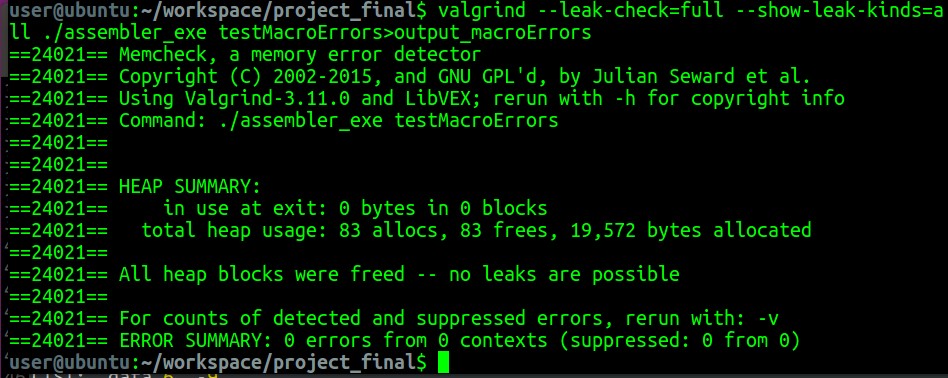 user@ubuntu:~/workspace/project_final$ valgrind --leak-check=full --show-leak-kinds=a
ll ./assembler_exe testMacroErrors>output_macroErrors
==24021== Memcheck, a memory error detector
==24021== Copyright (C) 2002-2015, and GNU GPL'd, by Julian Seward et al.
==24021== Using Valgrind-3.11.0 and LibVEX; rerun with -h for copyright info
==24021== Command: ./assembler_exe testMacroErrors
==24021==
==24021==
==24021== HEAP SUMMARY:
==24021==     in use at exit: 0 bytes in 0 blocks
==24021==   total heap usage: 83 allocs, 83 frees, 19,572 bytes allocated
==24021==
==24021== All heap blocks were freed -- no leaks are possible
==24021==
==24021== For counts of detected and suppressed errors, rerun with: -v
==24021== ERROR SUMMARY: 0 errors from 0 contexts (suppressed: 0 from 0)
user@ubuntu:~/workspace/project_final$